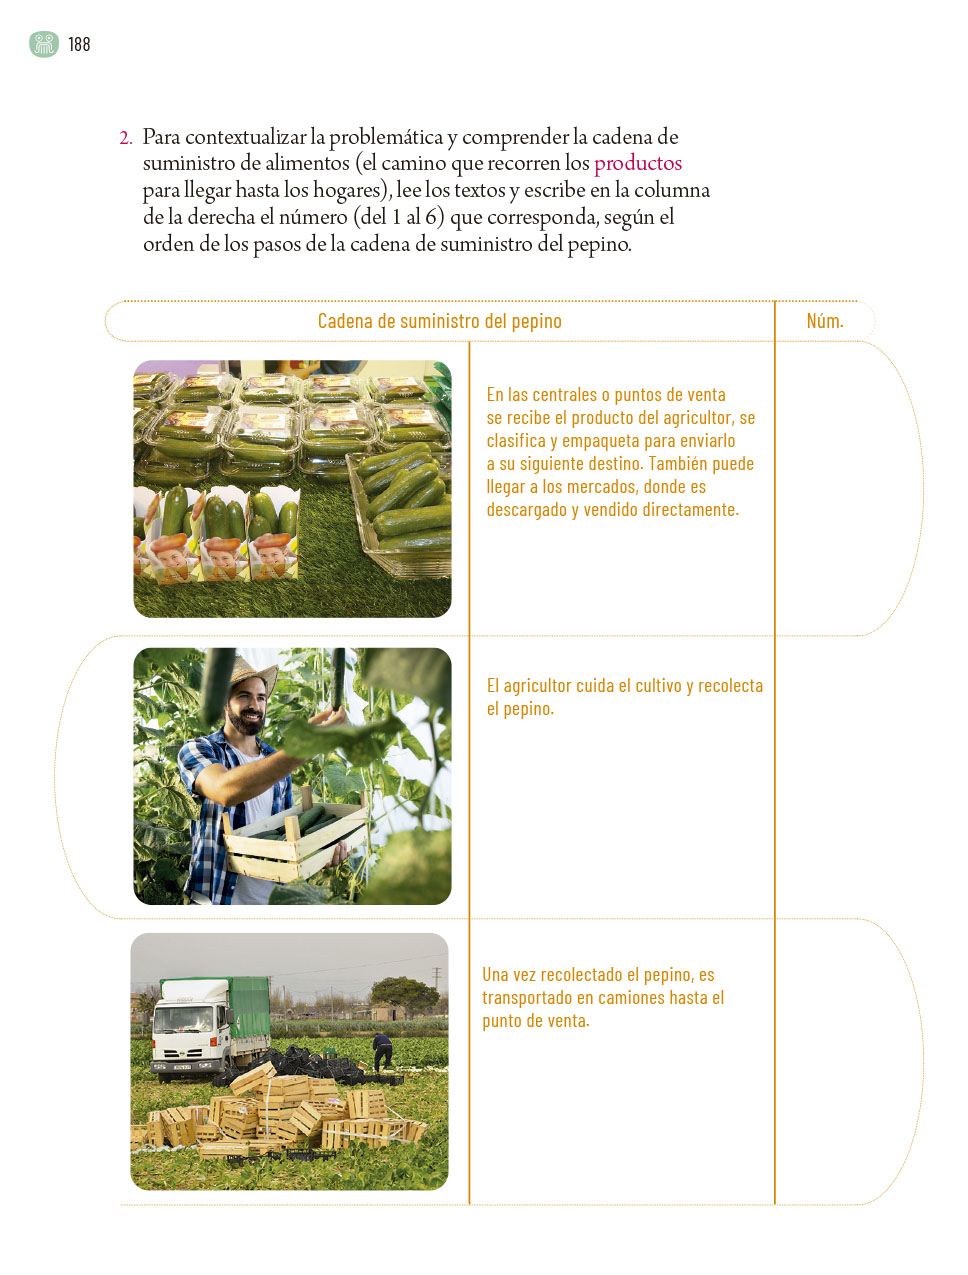 188
2. Para contextualizar la problemática y comprender la cadena de
suministro de alimentos (el camino que recorren los productos
para llegar hasta los hogares), lee los textos y escribe en la columna
de la derecha el número (del 1 al 6) que corresponda, según el
orden de los pasos de la cadena de suministro del pepino.
Cadena de suministro del pepino
Núm.
En las centrales o puntos de venta
se recibe el producto del agricultor, se
clasifica y empaqueta para enviarlo
a su siguiente destino. También puede
llegar a los mercados, donde es
descargado y vendido directamente.
El agricultor cuida el cultivo y recolecta
el pepino.
Una vez recolectado el pepino, es
transportado en camiones hasta el
punto de venta.